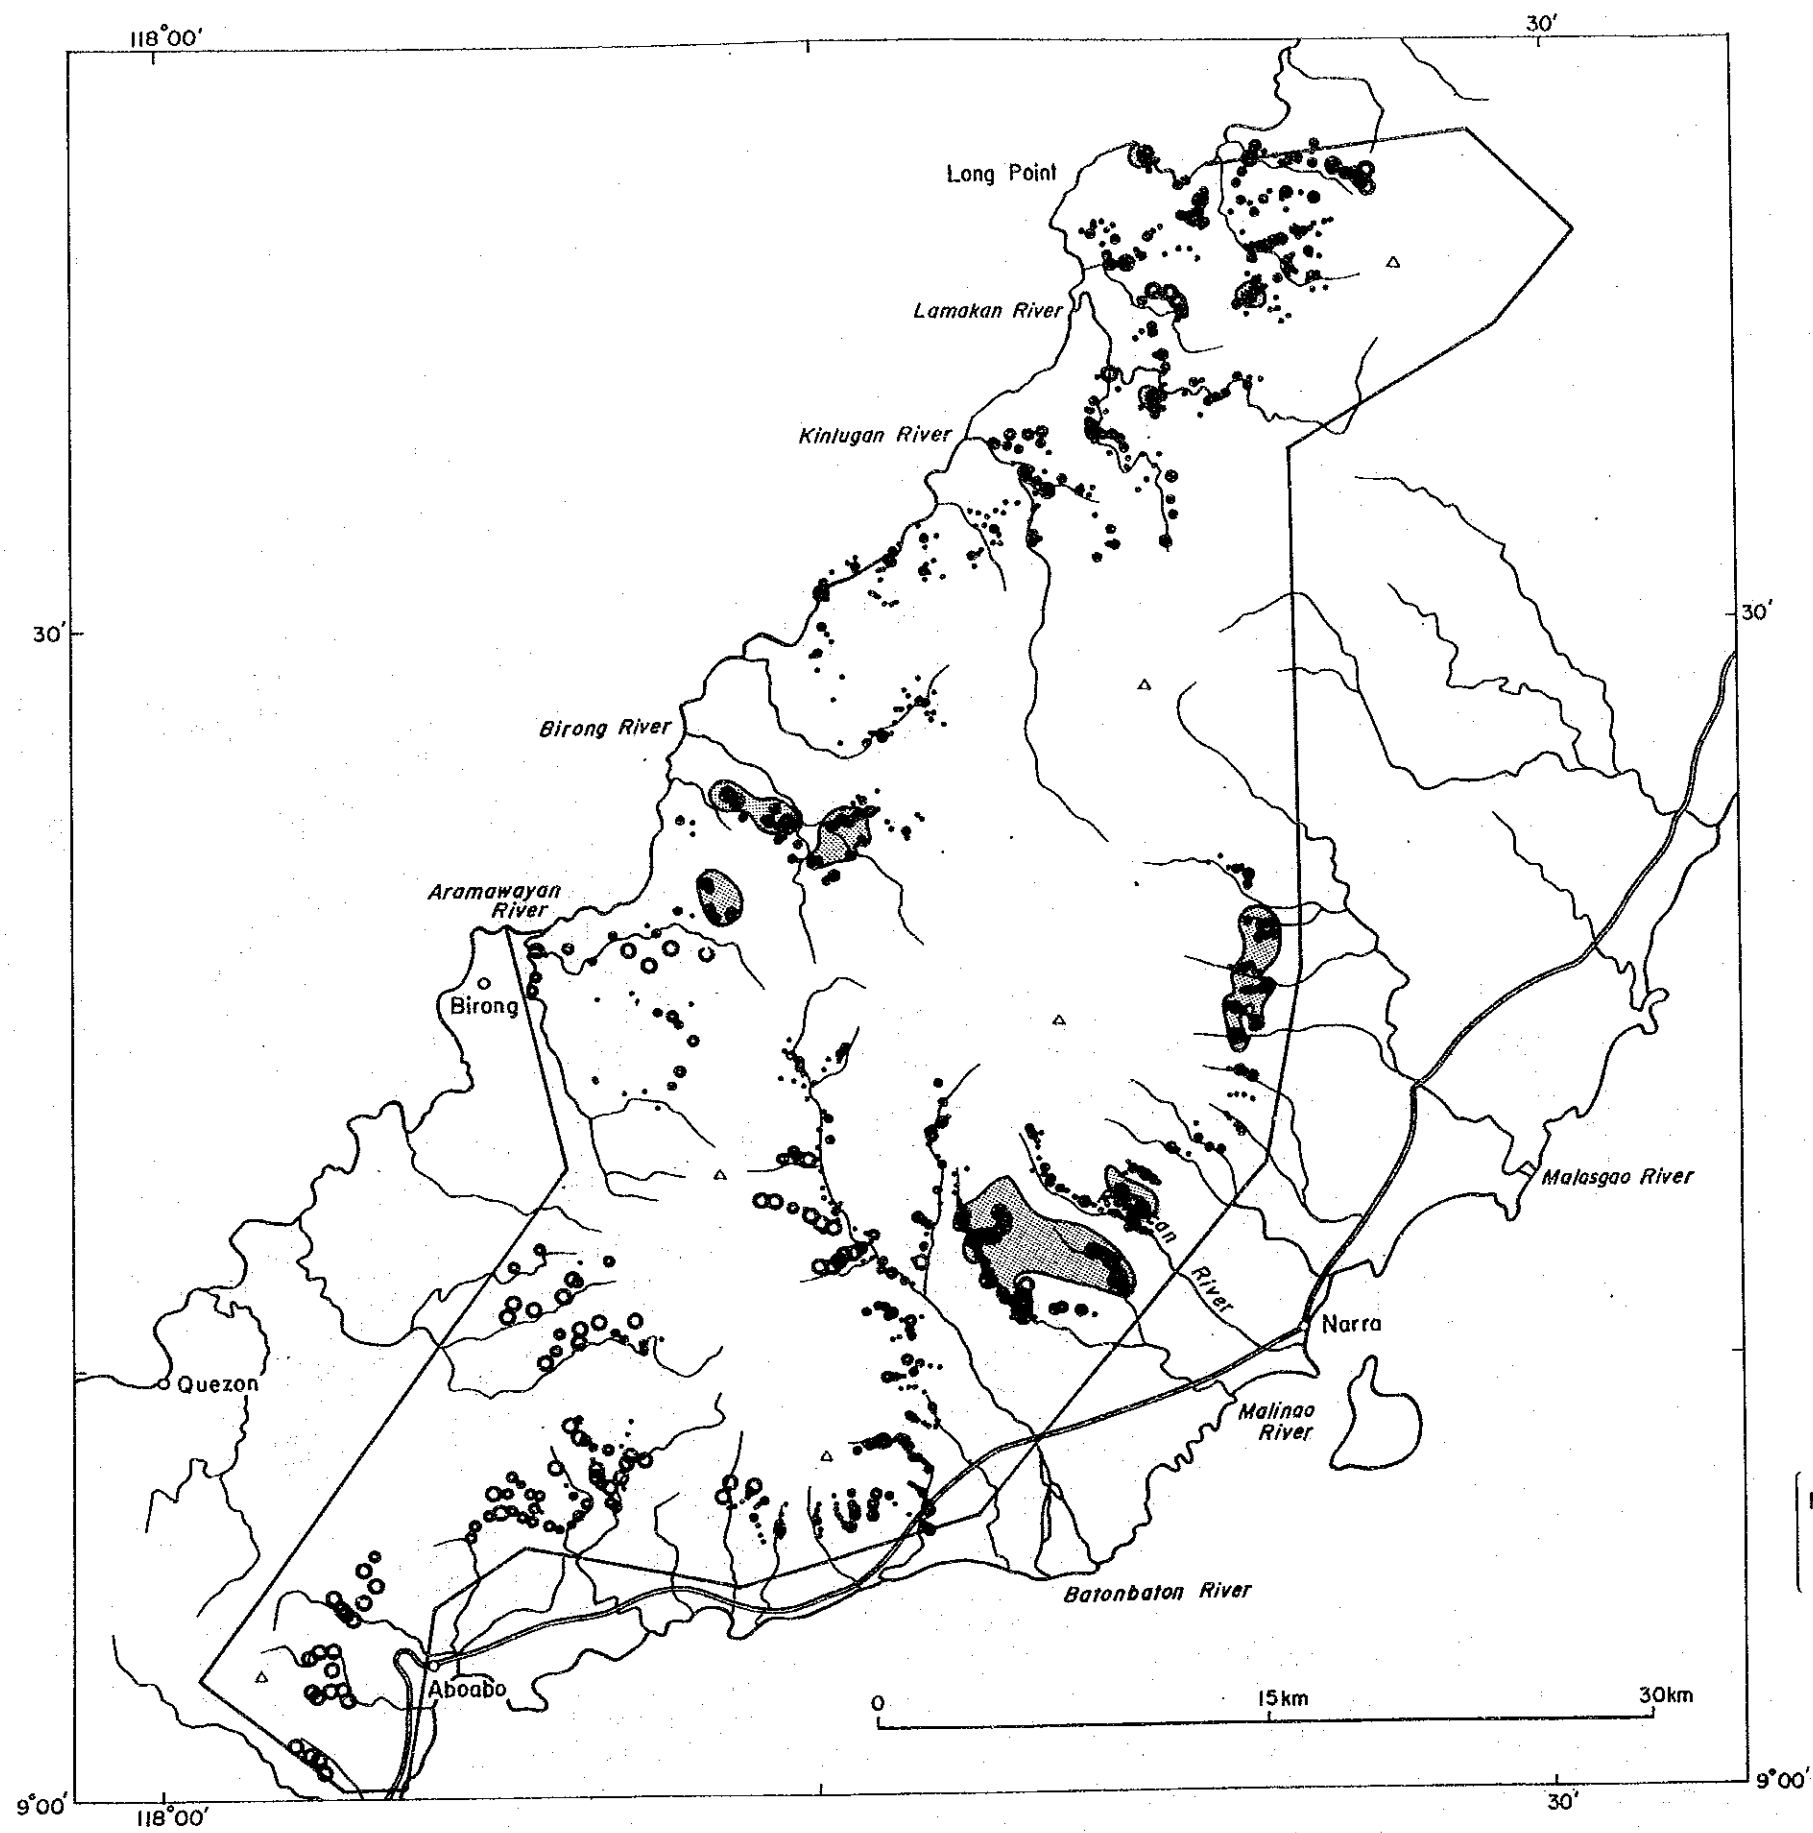 118°00'
30'
Long Point
Lamakan River
Kinlugan River
30'
30'
Birong River
Aramawayan
River
Birong
Malasgao River
River
Narra
Quezon
Malinao
River
Batonbaton River
Aboabo
0
15km
30km
9°00'
9°00'
118°00'
30'